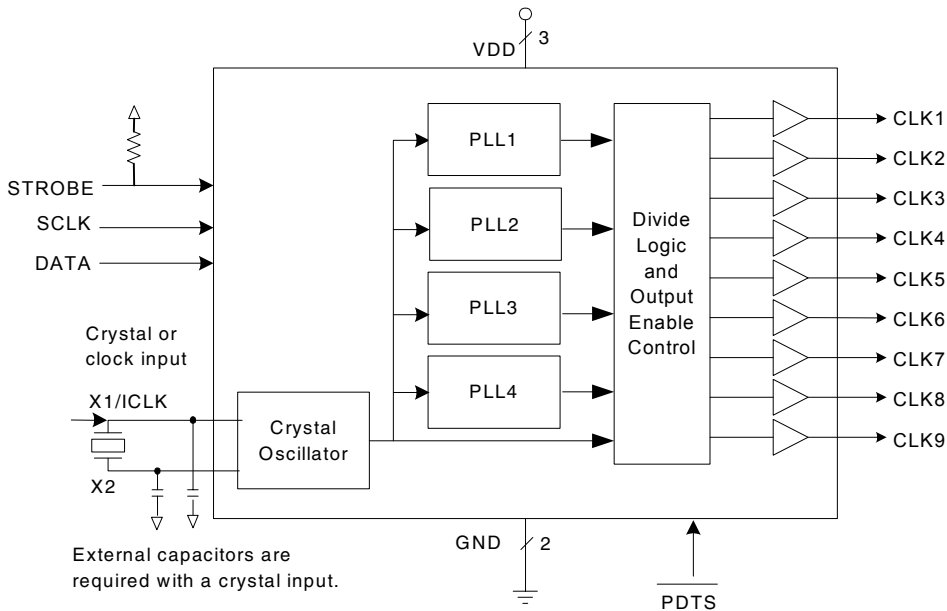 VDD
3
PLL1
CLK1
CLK2
STROBE
CLK3
SCLK
PLL2
Divide
Logic
and
Output
Enable
Control
CLK4
DATA
CLK5
PLL3
CLK6
Crystal or
clock input
CLK7
PLL4
X1/ICLK
CLK8
Crystal
Oscillator
CLK9
X2
GND
2
External capacitors are
required with a crystal input.
PDTS